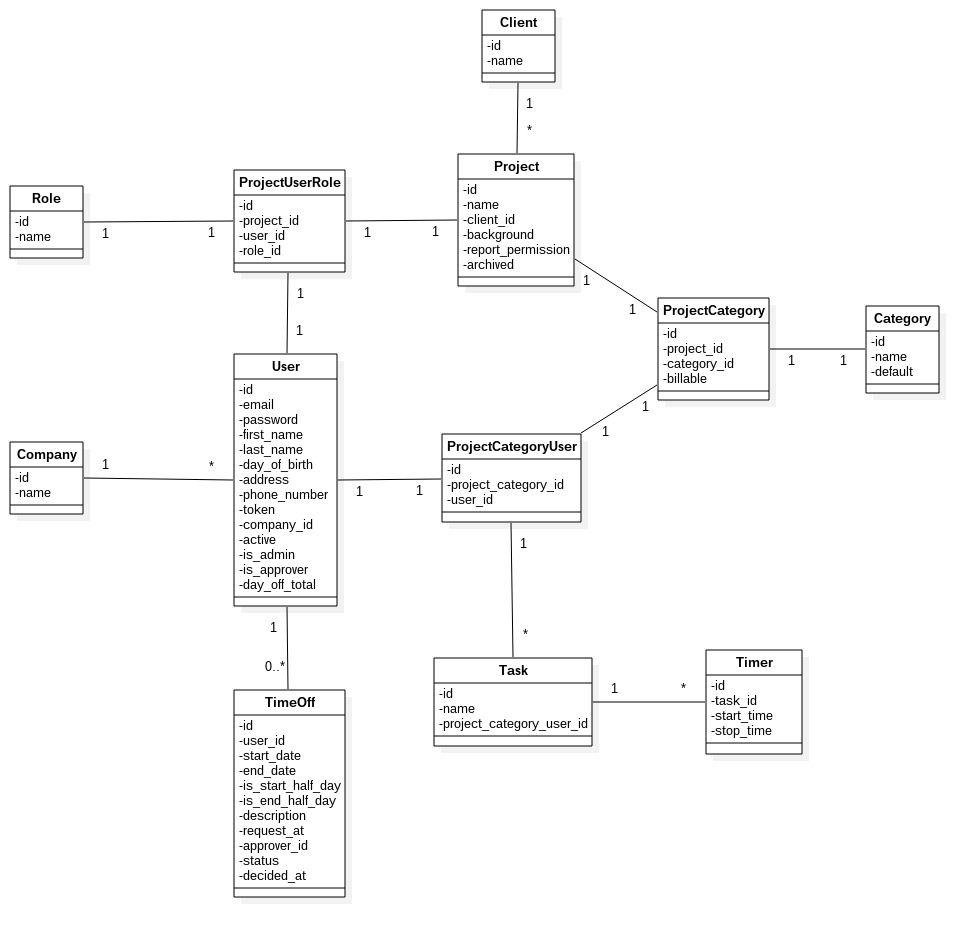 Client
-id
-name
1
*
Project
-id
-name
-client_id
-background
-report_permission
-archived
ProjectUserRole
-id
-project_id
-user_id
-role_id
Role
-id
-name
1
1
1
1
1
1
1
1
ProjectCategory
-id
-project_id
-category_id
-billable
Category
-id
-name
-default
1
1
1
1
User
-id
-email
-password
-first_name
-last_name
-day_of_birth
-address
-phone_number
-token
-company_id
-active
-is_admin
-is_approver
-day_off_total
Company
-id
-name
1
*
ProjectCategoryUser
-id
-project_category_id
-user_id
1
1
1
*
1
0..*
Task
-id
-name
-project_category_user_id
1
*
Timer
-id
-task_id
-start_time
-stop_time
TimeOff
-id
-user_id
-start_date
-end_date
-is_start_half_day
-is_end_half_day
-description
-request_at
-approver_id
-status
-decided_at